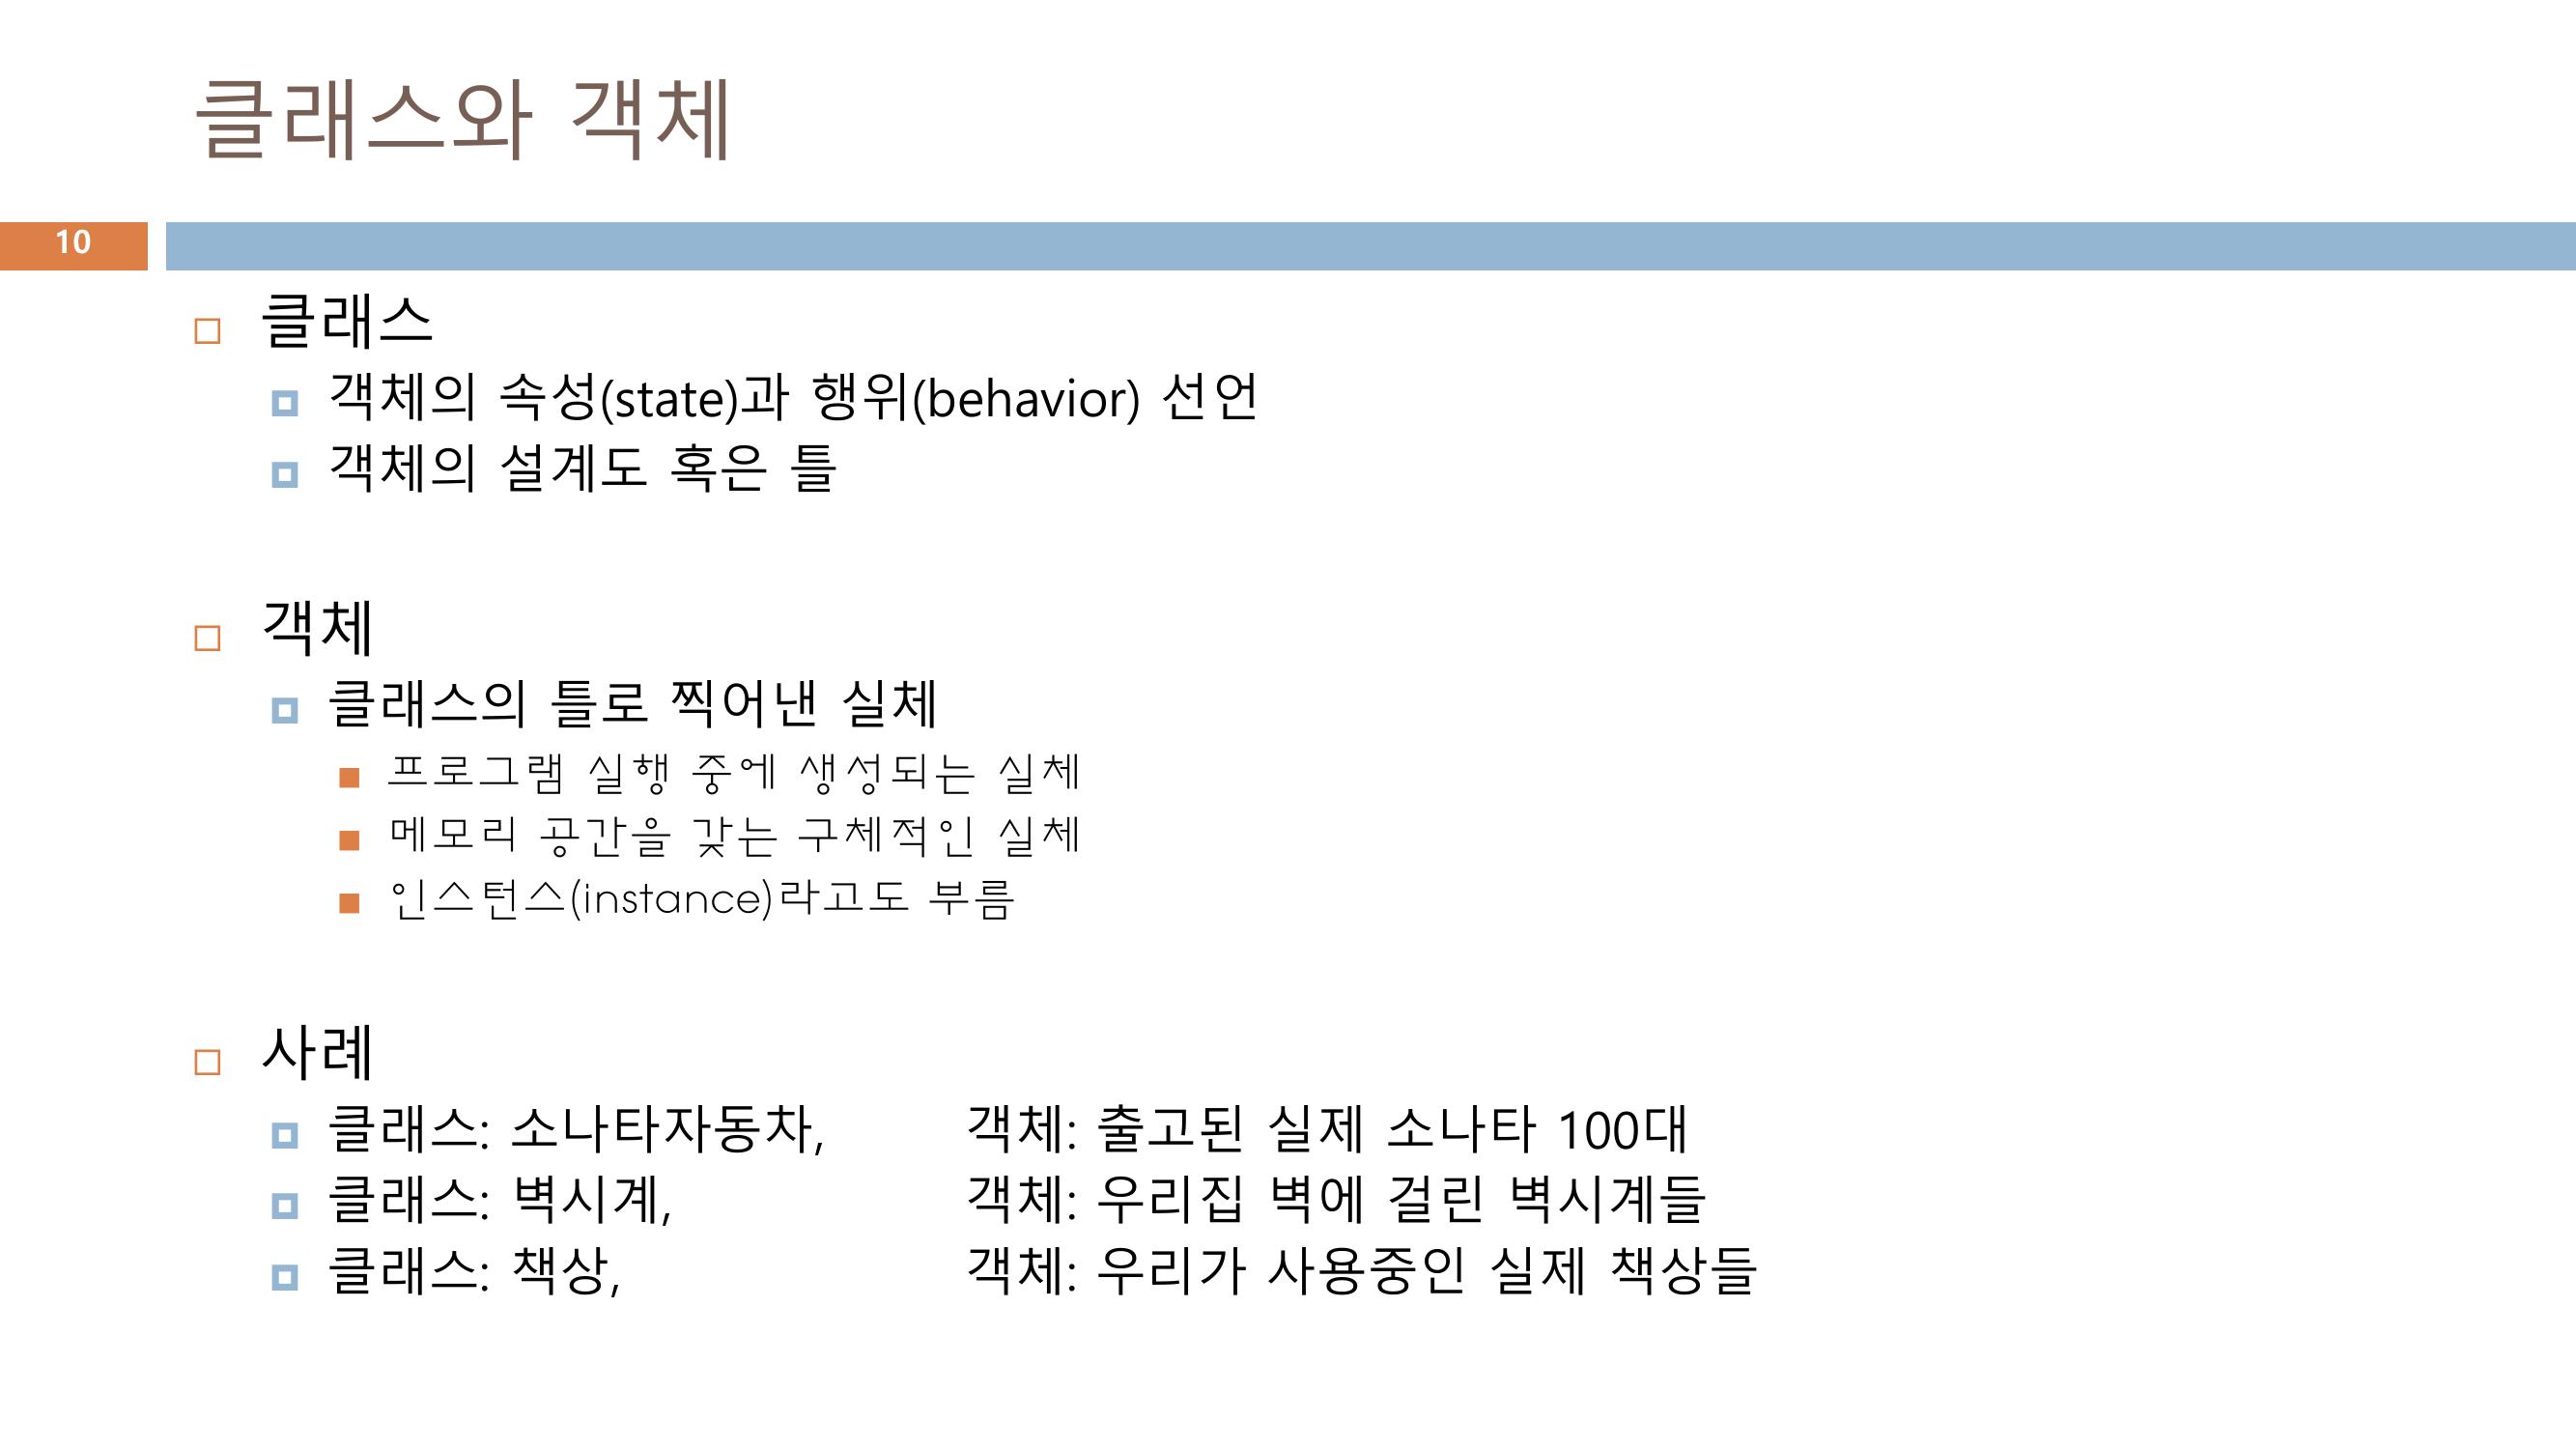 클래스와 객체
10
클래스
객체의 속성(state)과 행위(behavior) 선언
객체의 설계도 혹은 틀
객체
클래스의 틀로 찍어낸 실체
프로그램 실행 중에 생성되는 실체
메모리 공간을 갖는 구체적인 실체
인스턴스(instance)라고도 부름
사례
클래스: 소나타자동차, 객체: 출고된 실제 소나타 100대
클래스: 벽시계, 객체: 우리집 벽에 걸린 벽시계들
클래스: 책상, 객체: 우리가 사용중인 실제 책상들